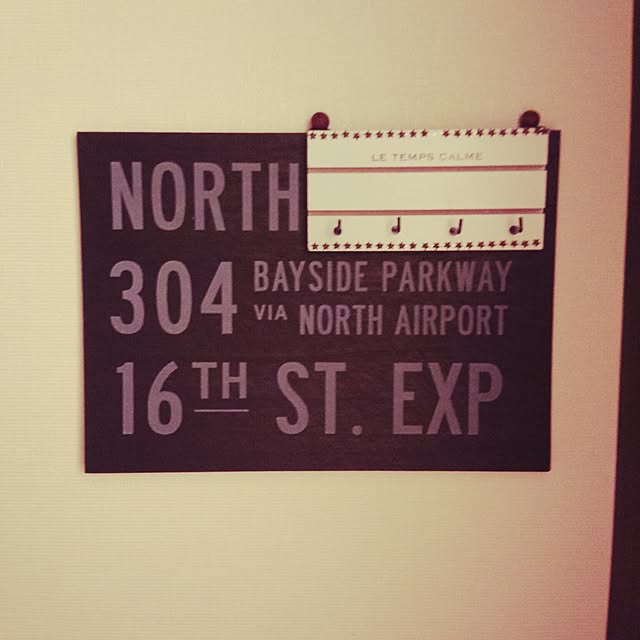 LE TEMPS CALME
NORTH
304 BAYSIDE PARKWAY
VIA NORTH AIRPORT
16TH ST. EXP